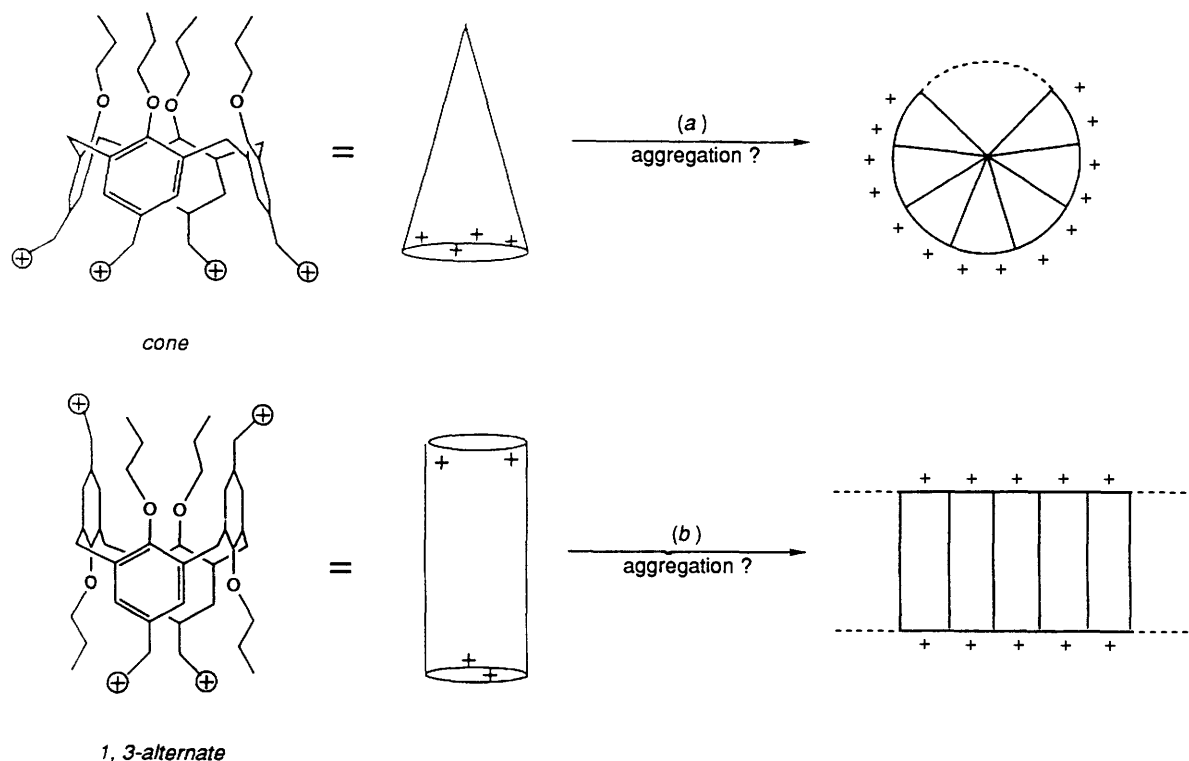 O O O O
=
+ + + +
(a)
aggregation ?
+ + + + + + + + + + + + + +
+ + + +
cone
+ +
O O O O
=
+ +
+ +
(b)
aggregation ?
+ + + + +
+ + + + +
+ +
1, 3-alternate